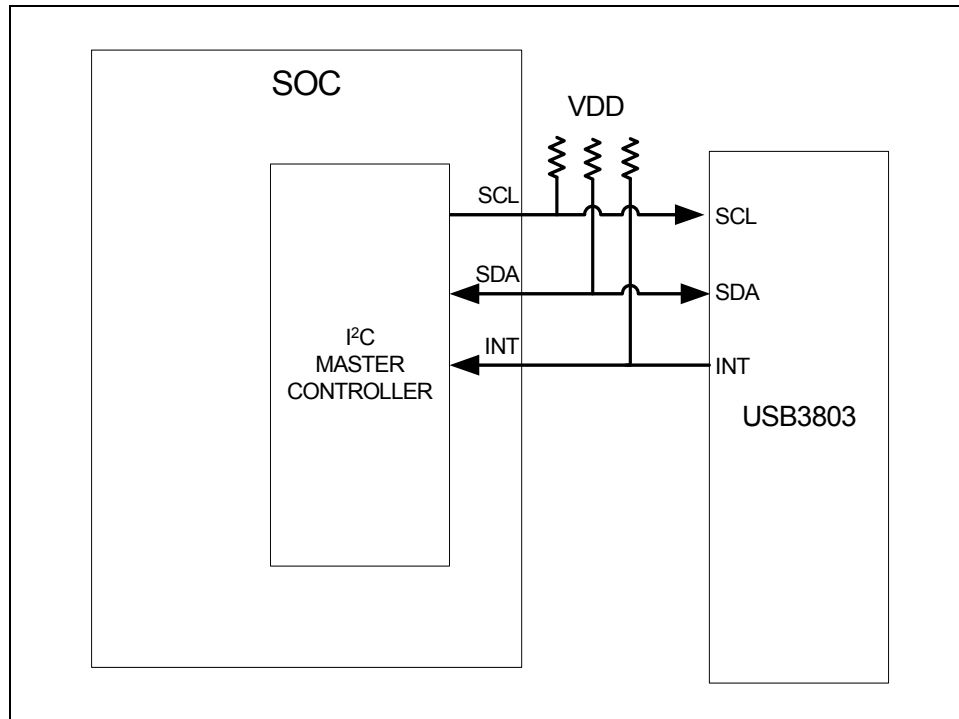 SOC
VDD
SCL
SCL
SDA
SDA
INT
INT
I²C
MASTER
CONTROLLER
USB3803